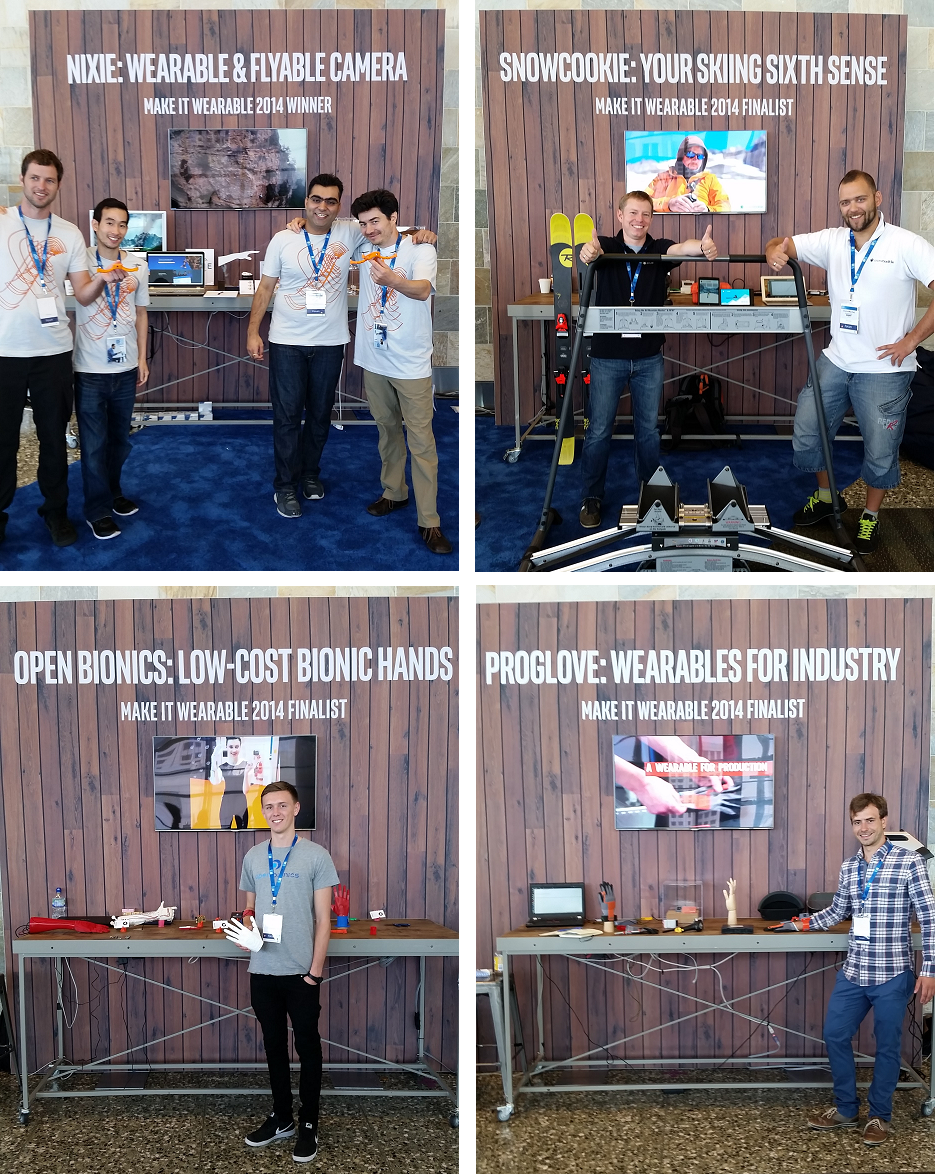 NIXIE: WEARABLE & FLYABLE CAMERA
MAKE IT WEARABLE 2014 WINNER
SNOWCOOKIE: YOUR SKIING SIXTH SENSE
MAKE IT WEARABLE 2014 FINALIST
OPEN BIONICS: LOW-COST BIONIC HANDS
MAKE IT WEARABLE 2014 FINALIST
PROGLOVE: WEARABLES FOR INDUSTRY
MAKE IT WEARABLE 2014 FINALIST
A WEARABLE FOR PRODUCTION